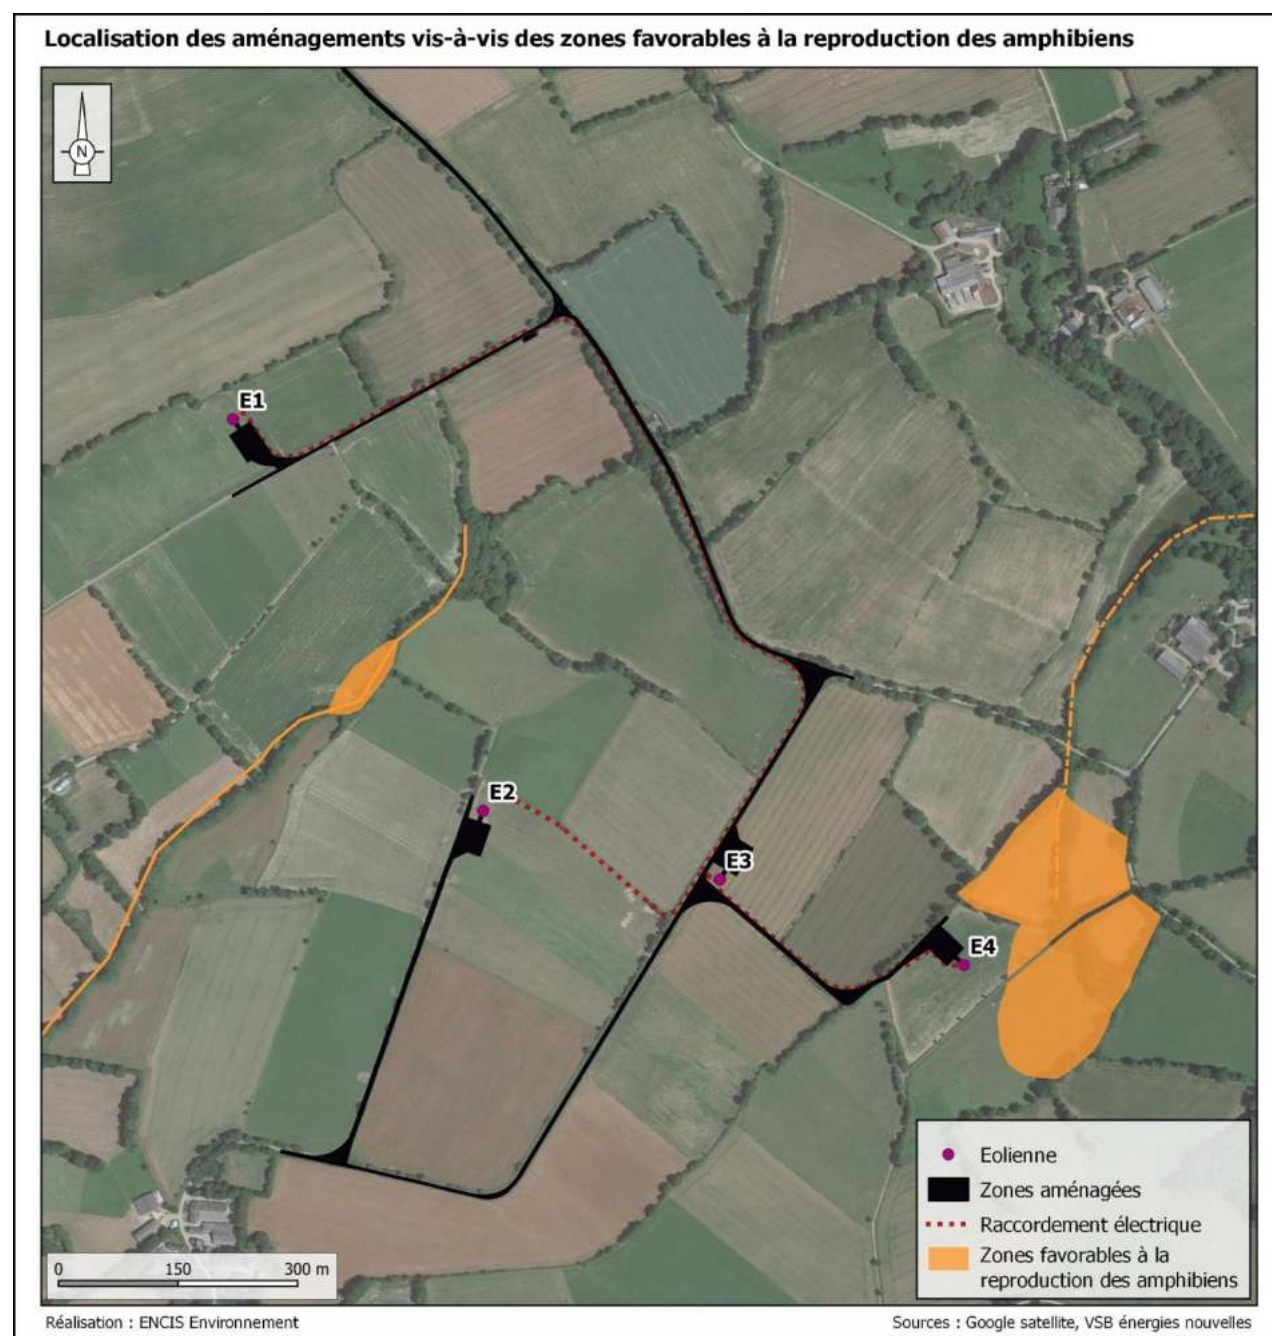 Localisation des aménagements vis-à-vis des zones favorables à la reproduction des amphibiens
N
E1
E2
E3
E4
Eolienne
Zones aménagées
Raccordement électrique
Zones favorables à la
reproduction des amphibiens
0 150 300 m
Réalisation : ENCIS Environnement
Sources : Google satellite, VSB énergies nouvelles